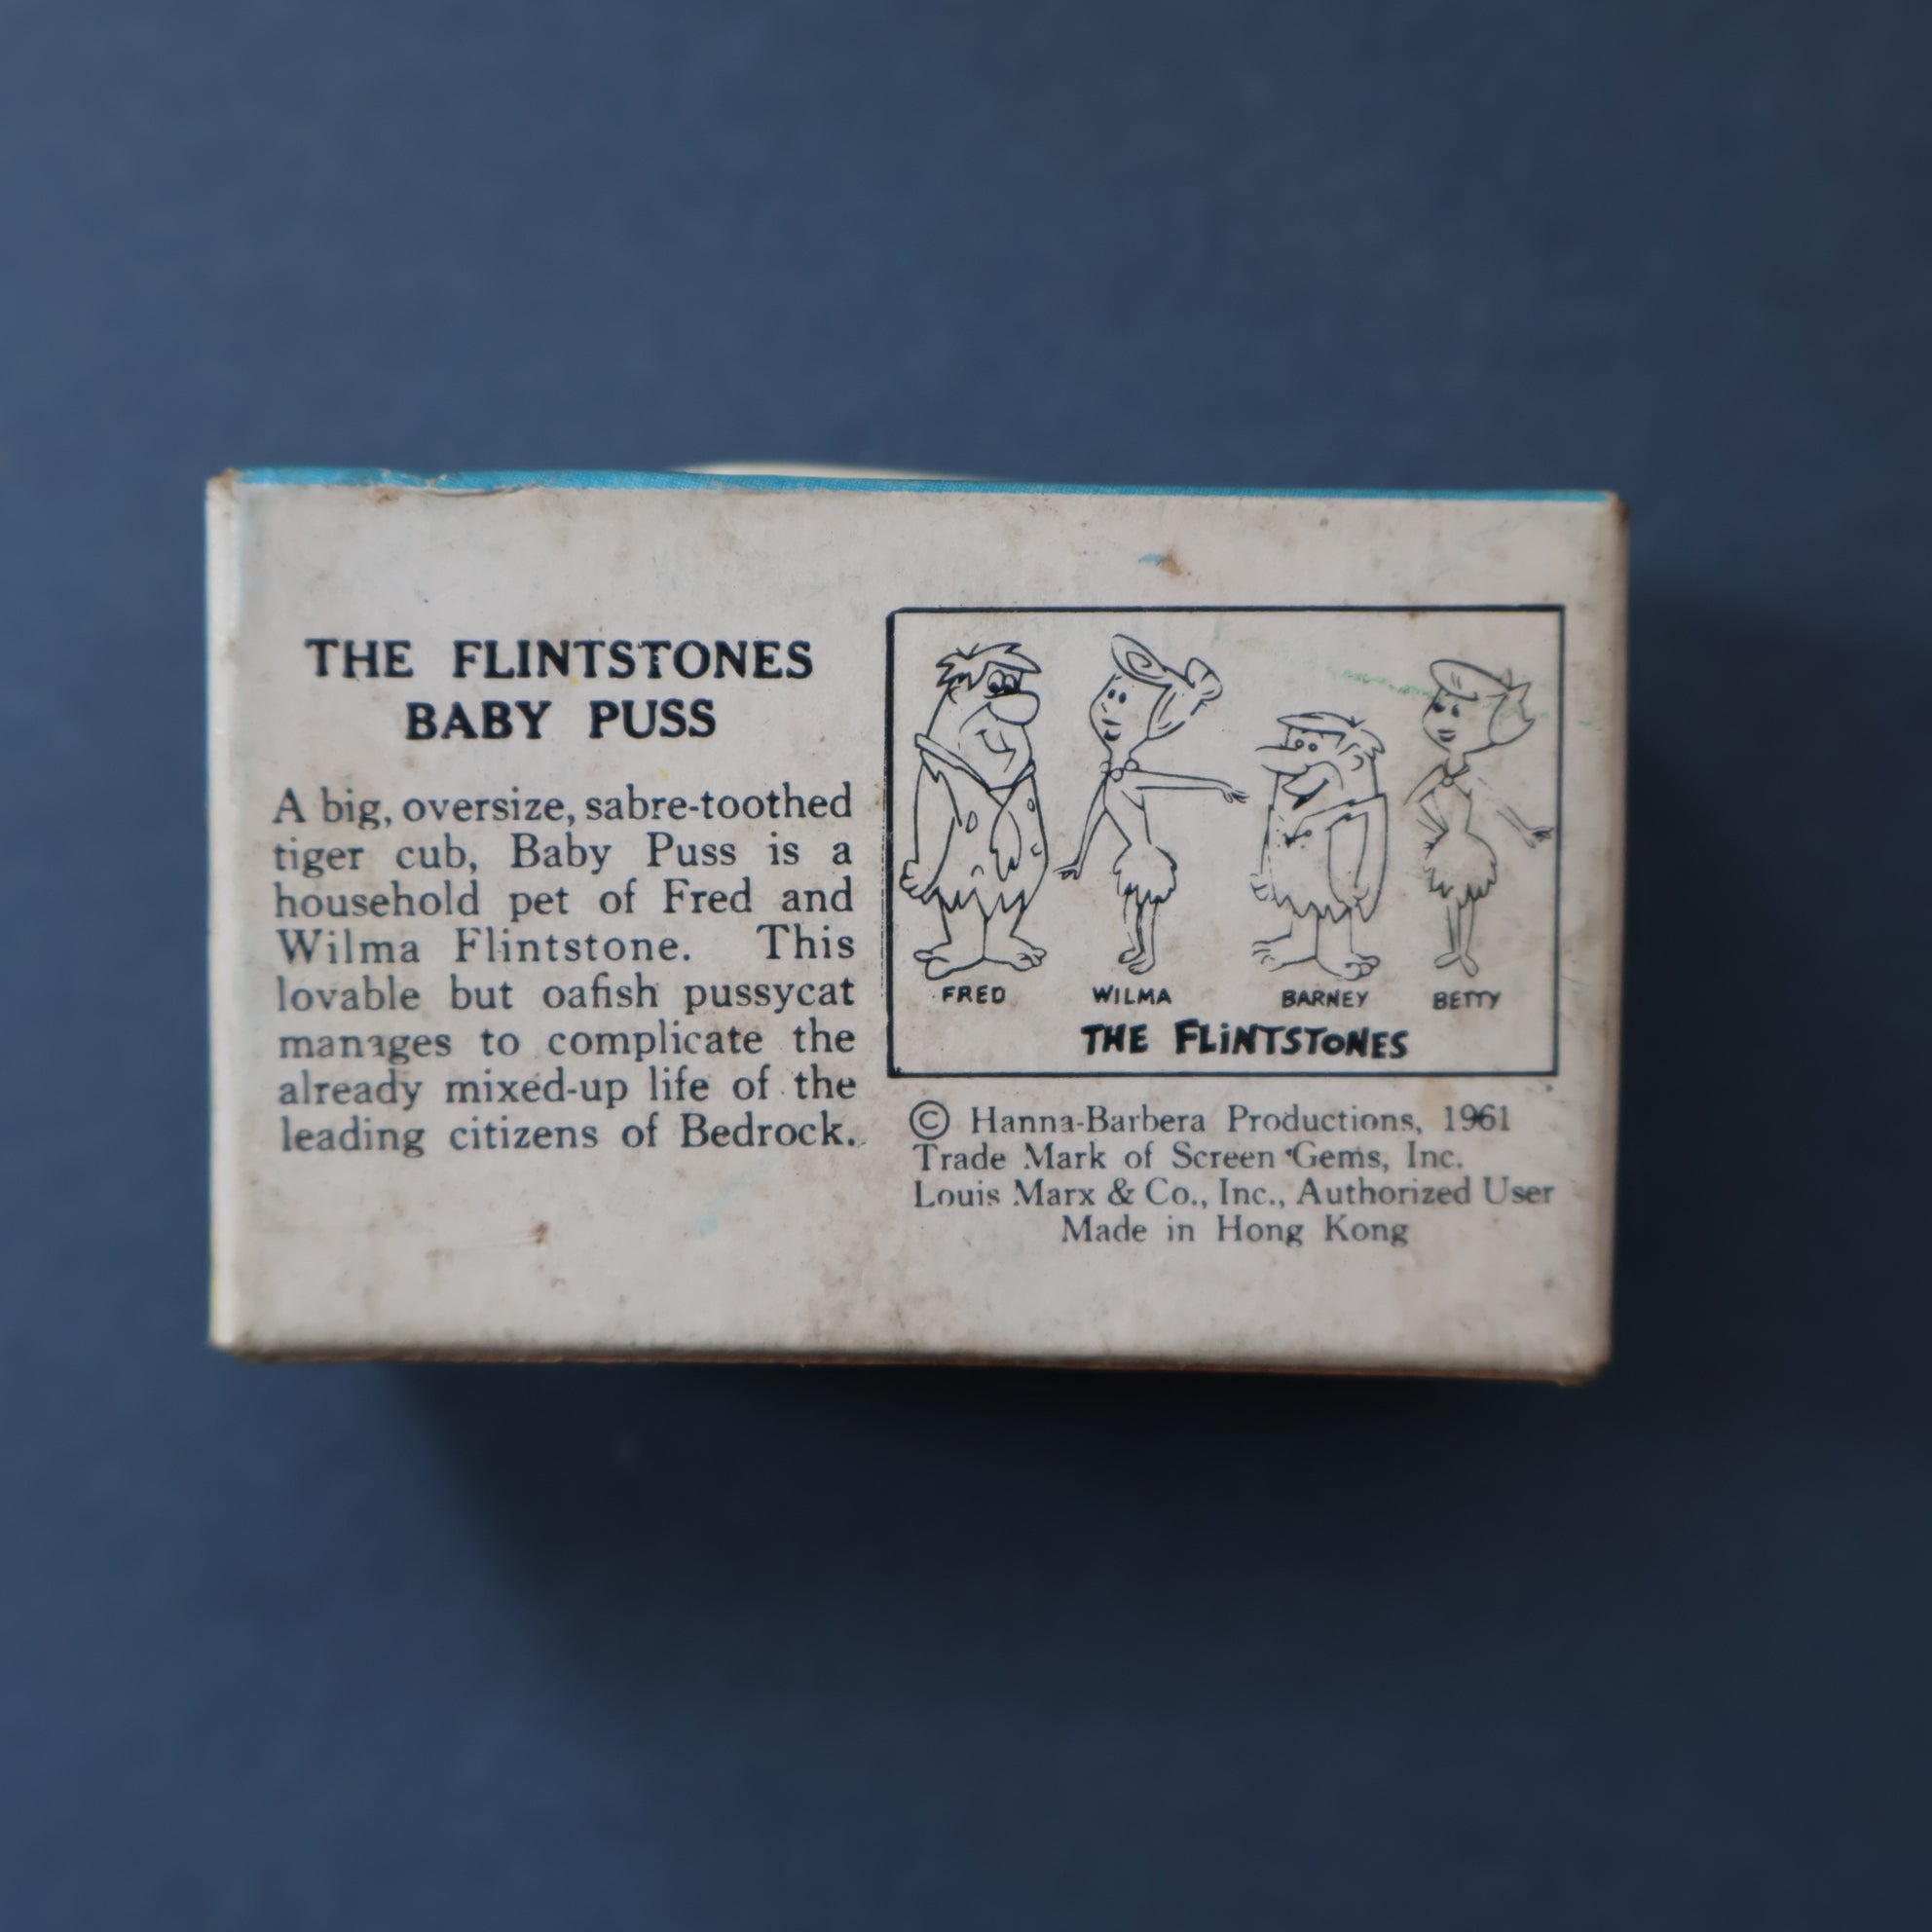 THE FLINTSTONES
BABY PUSS
A big, oversize, sabre-toothed
tiger cub, Baby Puss is a
household pet of Fred and
Wilma Flintstone. This
lovable but oafish pussycat
manages to complicate the
already mixed-up life of the
leading citizens of Bedrock.
FRED WILMA BARNEY BETTY
THE FLINTSTONES
© Hanna-Barbera Productions, 1961
Trade Mark of Screen Gems, Inc.
Louis Marx & Co., Inc., Authorized User
Made in Hong Kong